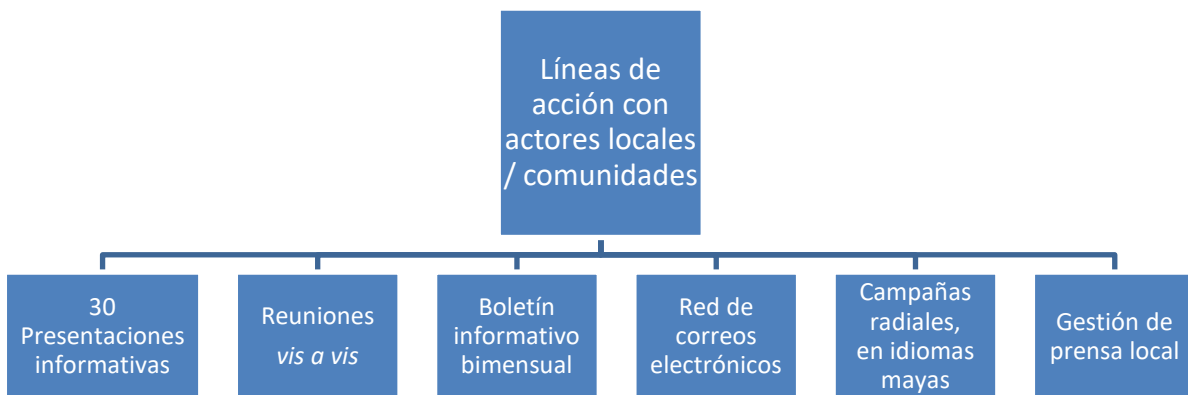 Líneas de
acción con
actores locales
/ comunidades
30
Presentaciones
informativas
Reuniones
vis a vis
Boletín
informativo
bimensual
Red de
correos
electrónicos
Campañas
radiales,
en idiomas
mayas
Gestión de
prensa local